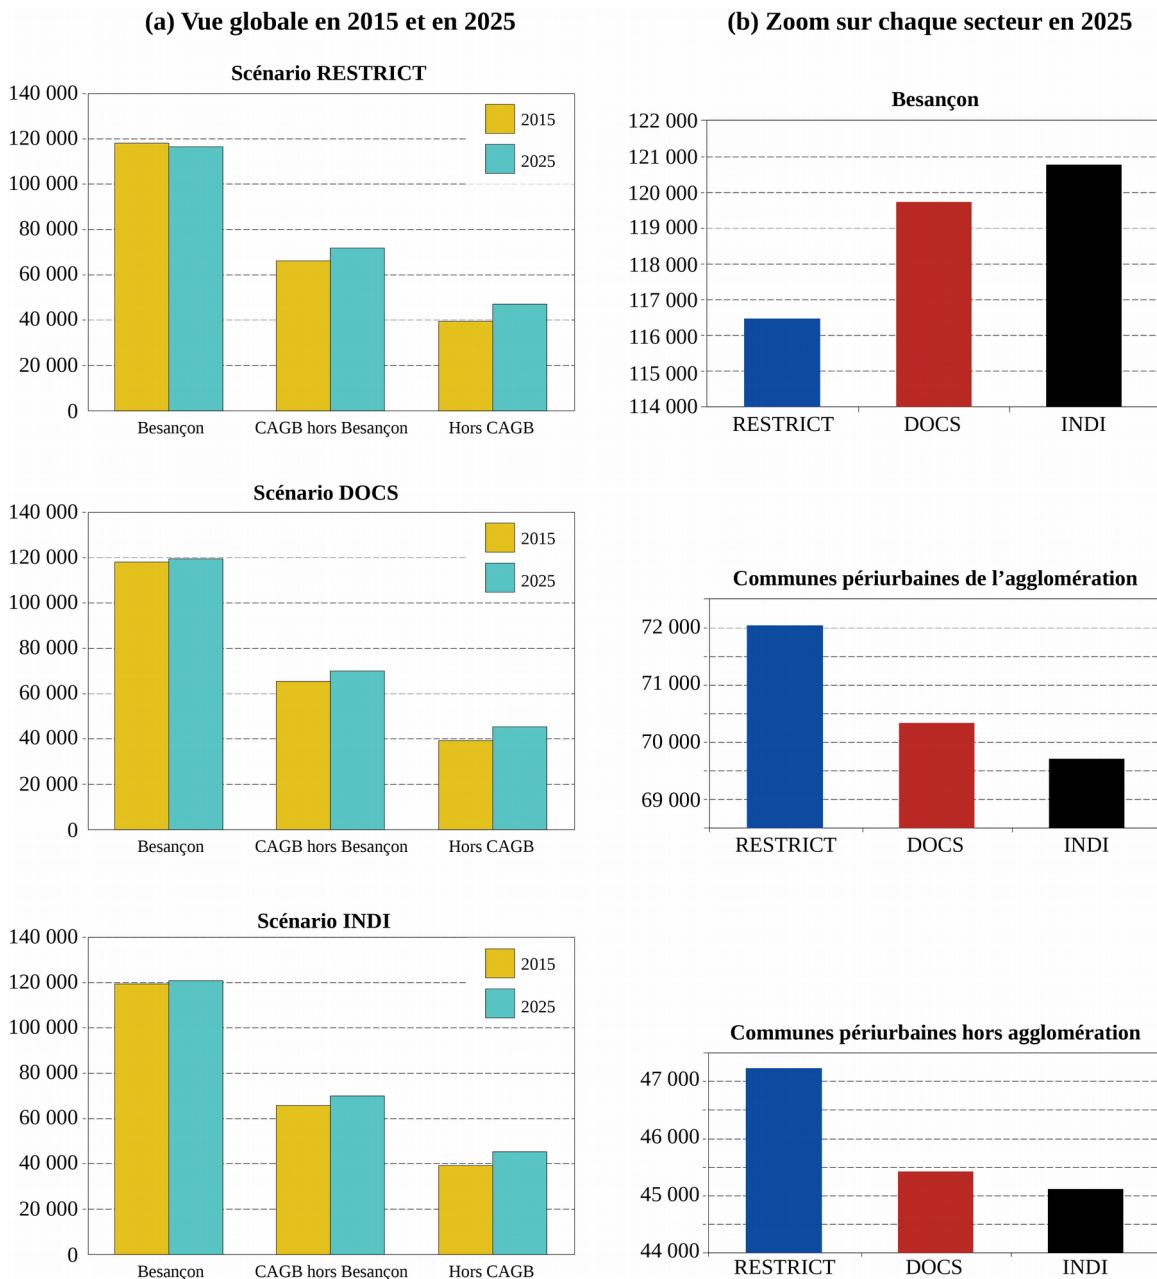 (a) Vue globale en 2015 et en 2025
Scénario RESTRICT
140 000
120 000
100 000
80 000
60 000
40 000
20 000
0
2015
2025
Besançon
CAGB hors Besançon
Hors CAGB
Scénario DOCS
140 000
120 000
100 000
80 000
60 000
40 000
20 000
0
2015
2025
Besançon
CAGB hors Besançon
Hors CAGB
Scénario INDI
140 000
120 000
100 000
80 000
60 000
40 000
20 000
0
2015
2025
Besançon
CAGB hors Besançon
Hors CAGB
(b) Zoom sur chaque secteur en 2025
Besançon
122 000
121 000
120 000
119 000
118 000
117 000
116 000
115 000
114 000
RESTRICT
DOCS
INDI
Communes périurbaines de l’agglomération
72 000
71 000
70 000
69 000
RESTRICT
DOCS
INDI
Communes périurbaines hors agglomération
47 000
46 000
45 000
44 000
RESTRICT
DOCS
INDI